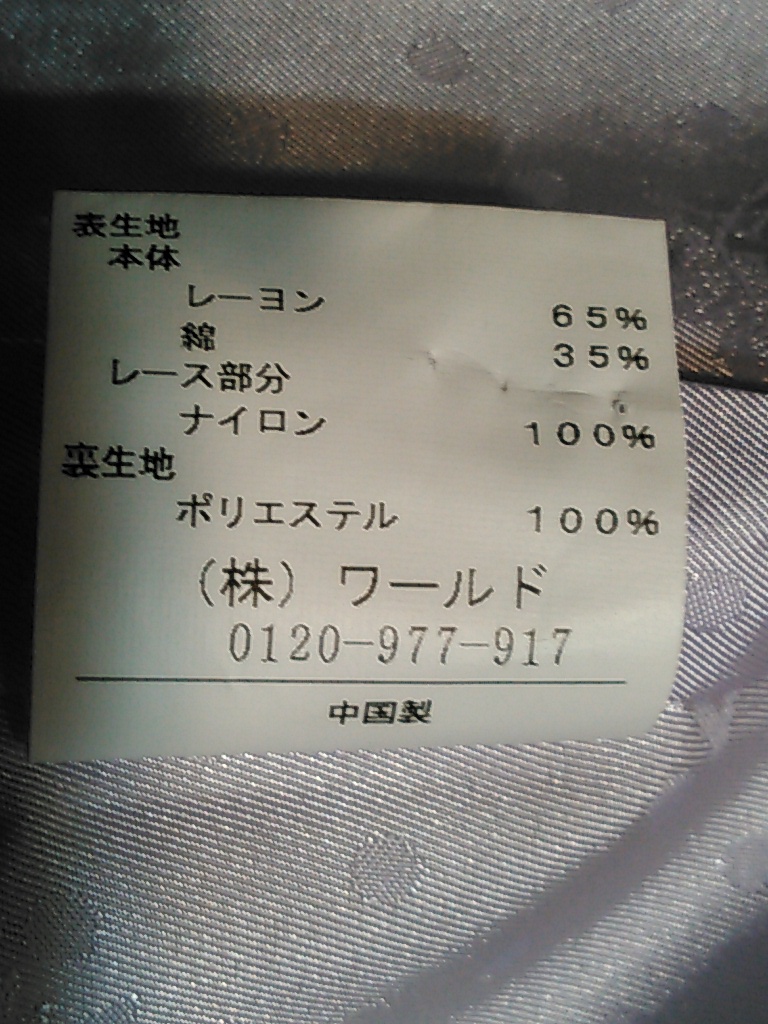 表生地
本体
レーヨン 65%
綿 35%
レース部分
ナイロン 100%
裏生地
ポリエステル 100%
(株) ワールド
0120-977-917
中国製